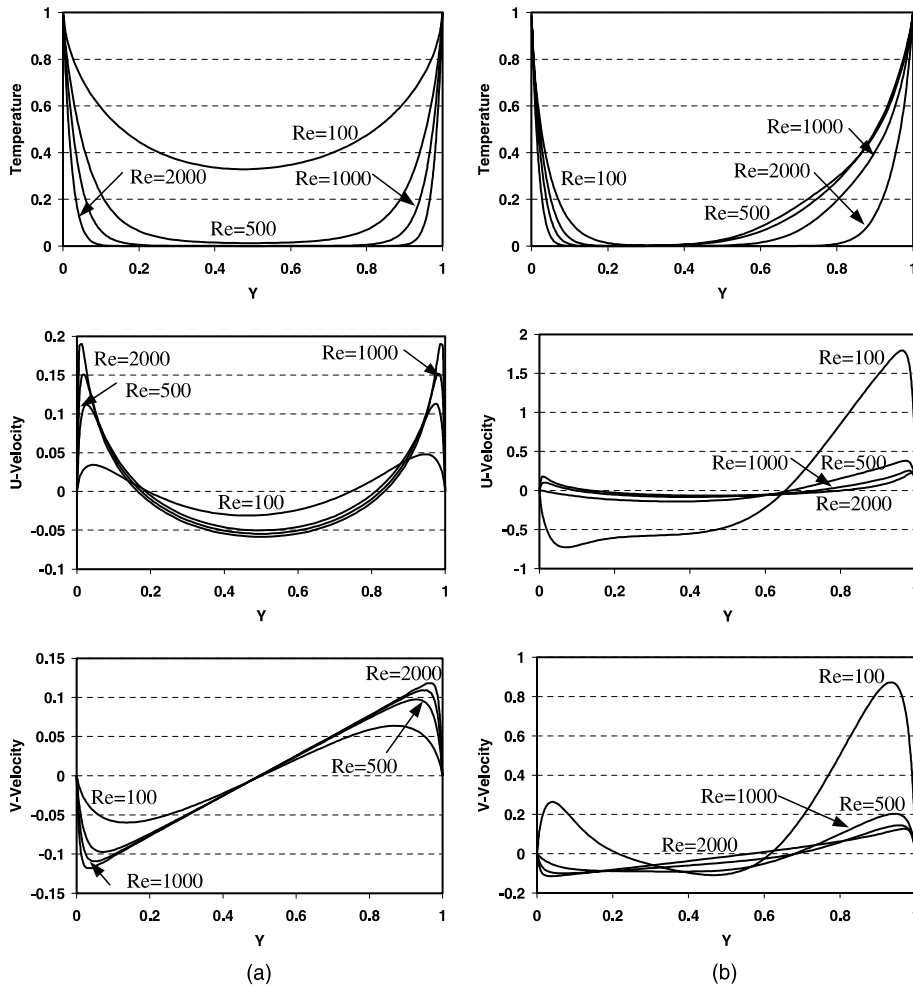 1
0.8
0.6
0.4
0.2
0
Temperature
Re=100
Re=2000
Re=1000
Re=500
0 0.2 0.4 0.6 0.8 1
Y
1
0.8
0.6
0.4
0.2
0
Temperature
Re=1000
Re=100
Re=2000
Re=500
0 0.2 0.4 0.6 0.8 1
Y
0.2
0.15
0.1
0.05
0
-0.05
-0.1
U-Velocity
Re=2000
Re=1000
Re=500
Re=100
0 0.2 0.4 0.6 0.8 1
Y
2
1.5
1
0.5
0
-0.5
-1
U-Velocity
Re=100
Re=500
Re=1000
Re=2000
0 0.2 0.4 0.6 0.8 1
Y
0.15
0.1
0.05
0
-0.05
-0.1
-0.15
V-Velocity
Re=2000
Re=500
Re=100
Re=1000
0 0.2 0.4 0.6 0.8 1
Y
1
0.8
0.6
0.4
0.2
0
-0.2
V-Velocity
Re=100
Re=1000
Re=500
Re=2000
0 0.2 0.4 0.6 0.8 1
Y
(a)
(b)